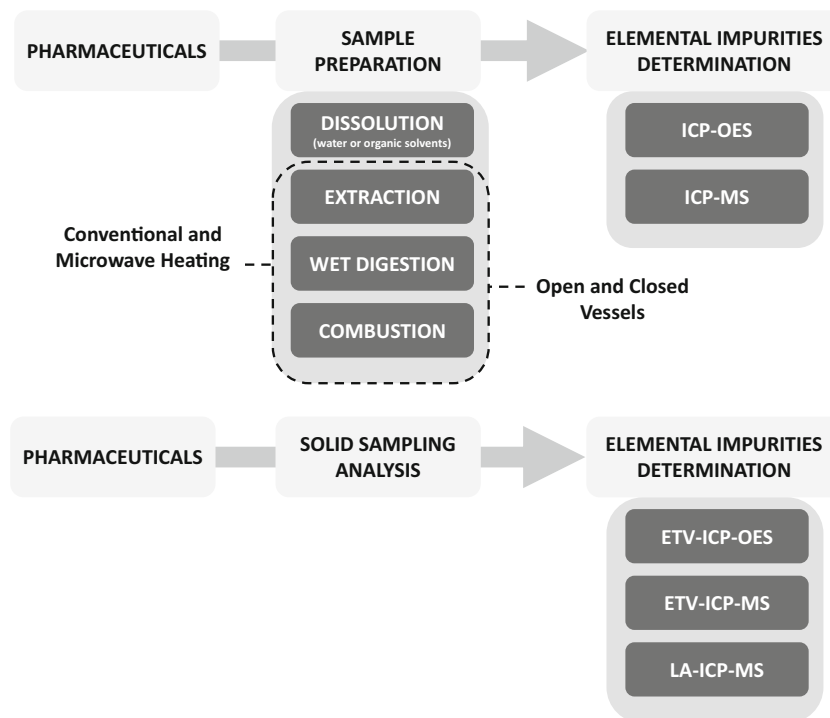 PHARMACEUTICALS
SAMPLE
PREPARATION
ELEMENTAL IMPURITIES
DETERMINATION
DISSOLUTION
(water or organic solvents)
EXTRACTION
WET DIGESTION
COMBUSTION
Conventional and
Microwave Heating
Open and Closed
Vessels
ICP-OES
ICP-MS
PHARMACEUTICALS
SOLID SAMPLING
ANALYSIS
ELEMENTAL IMPURITIES
DETERMINATION
ETV-ICP-OES
ETV-ICP-MS
LA-ICP-MS